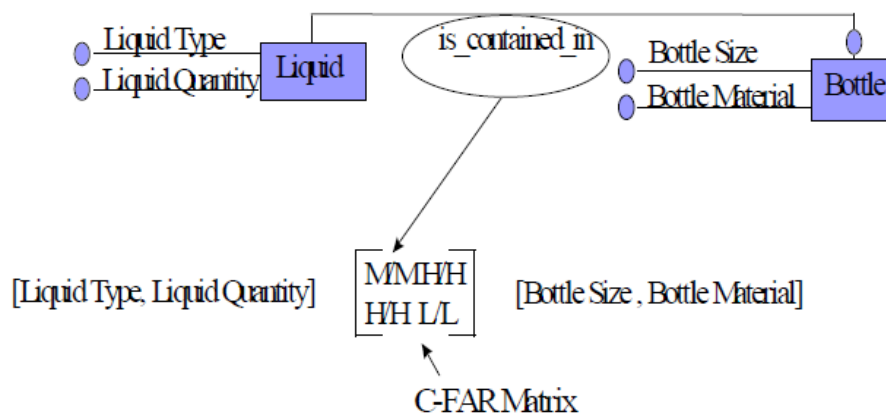 Liquid Type
Liquid Quantity
Liquid
is_contained_in
Bottle Size
Bottle Material
Bottle
[Liquid Type, Liquid Quantity]
M/M H/H
H/H L/L
[Bottle Size , Bottle Material]
C-FAR Matrix